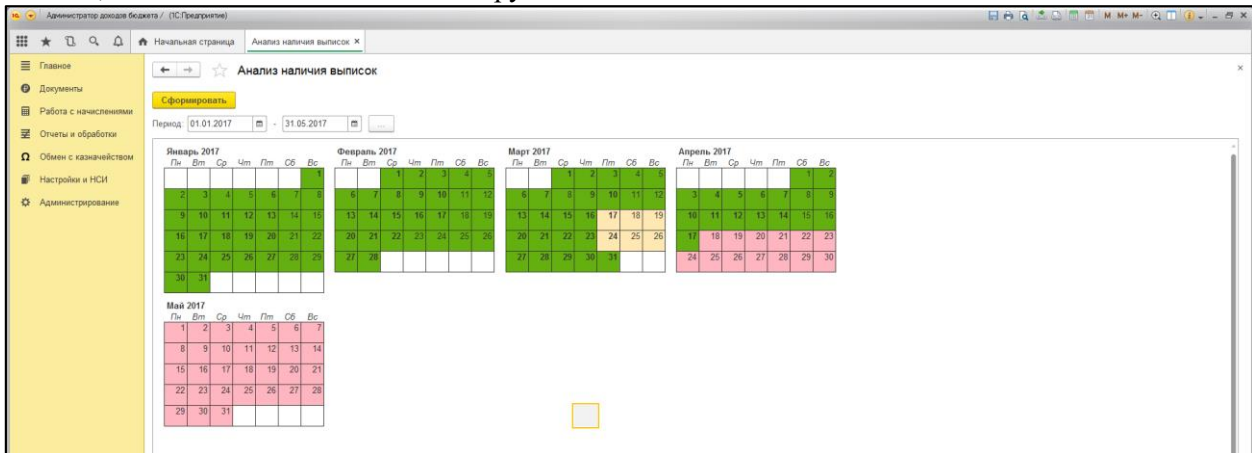 Администратор доходов бюджета / (1С:Предприятие)
M M+ M-
Начальная страница Анализ наличия выписок ×
Главное
Документы
Работа с начислениями
Отчеты и обработки
Обмен с казначейством
Настройки и НСИ
Администрирование
Анализ наличия выписок
Сформировать
Период: 01.01.2017 - 31.05.2017 ...
Январь 2017
Пн Вт Ср Чт Пт Сб Вс
1
2 3 4 5 6 7 8
9 10 11 12 13 14 15
16 17 18 19 20 21 22
23 24 25 26 27 28 29
30 31
Февраль 2017
Пн Вт Ср Чт Пт Сб Вс
1 2 3 4 5
6 7 8 9 10 11 12
13 14 15 16 17 18 19
20 21 22 23 24 25 26
27 28
Март 2017
Пн Вт Ср Чт Пт Сб Вс
1 2 3 4 5
6 7 8 9 10 11 12
13 14 15 16 17 18 19
20 21 22 23 24 25 26
27 28 29 30 31
Апрель 2017
Пн Вт Ср Чт Пт Сб Вс
1 2
3 4 5 6 7 8 9
10 11 12 13 14 15 16
17 18 19 20 21 22 23
24 25 26 27 28 29 30
Май 2017
Пн Вт Ср Чт Пт Сб Вс
1 2 3 4 5 6 7
8 9 10 11 12 13 14
15 16 17 18 19 20 21
22 23 24 25 26 27 28
29 30 31